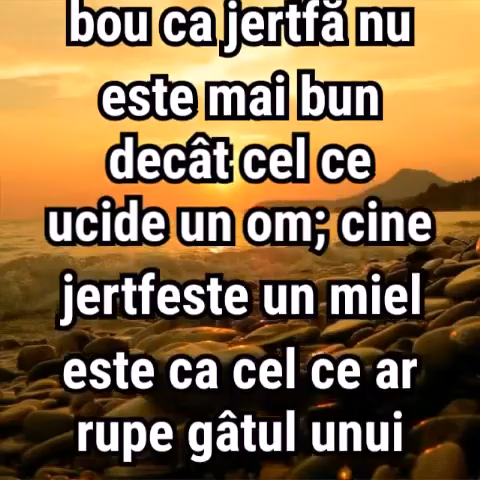 bou ca jertfă nu
este mai bun
decât cel ce
ucide un om; cine
jertfeste un miel
este ca cel ce ar
rupe gâtul unui